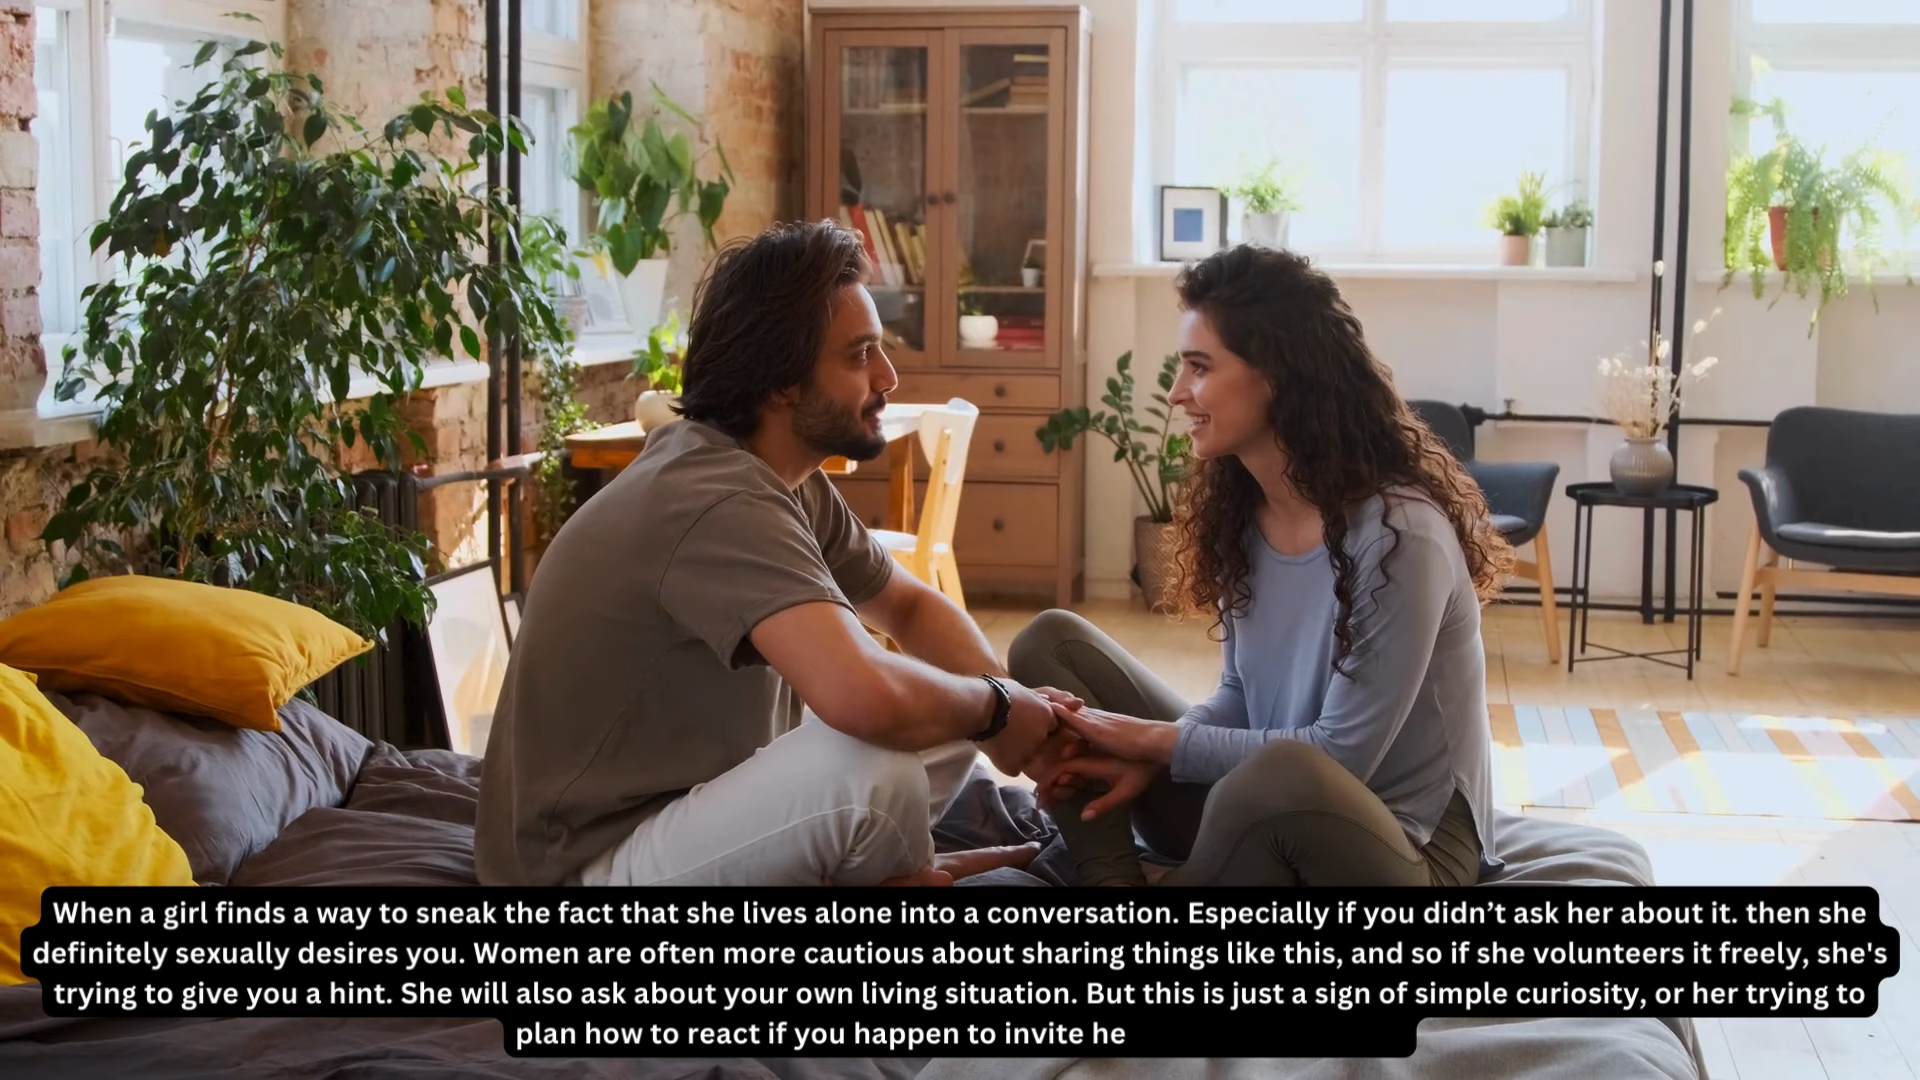 When a girl finds a way to sneak the fact that she lives alone into a conversation. Especially if you didn’t ask her about it. then she
definitely sexually desires you. Women are often more cautious about sharing things like this, and so if she volunteers it freely, she's
trying to give you a hint. She will also ask about your own living situation. But this is just a sign of simple curiosity, or her trying to
plan how to react if you happen to invite he